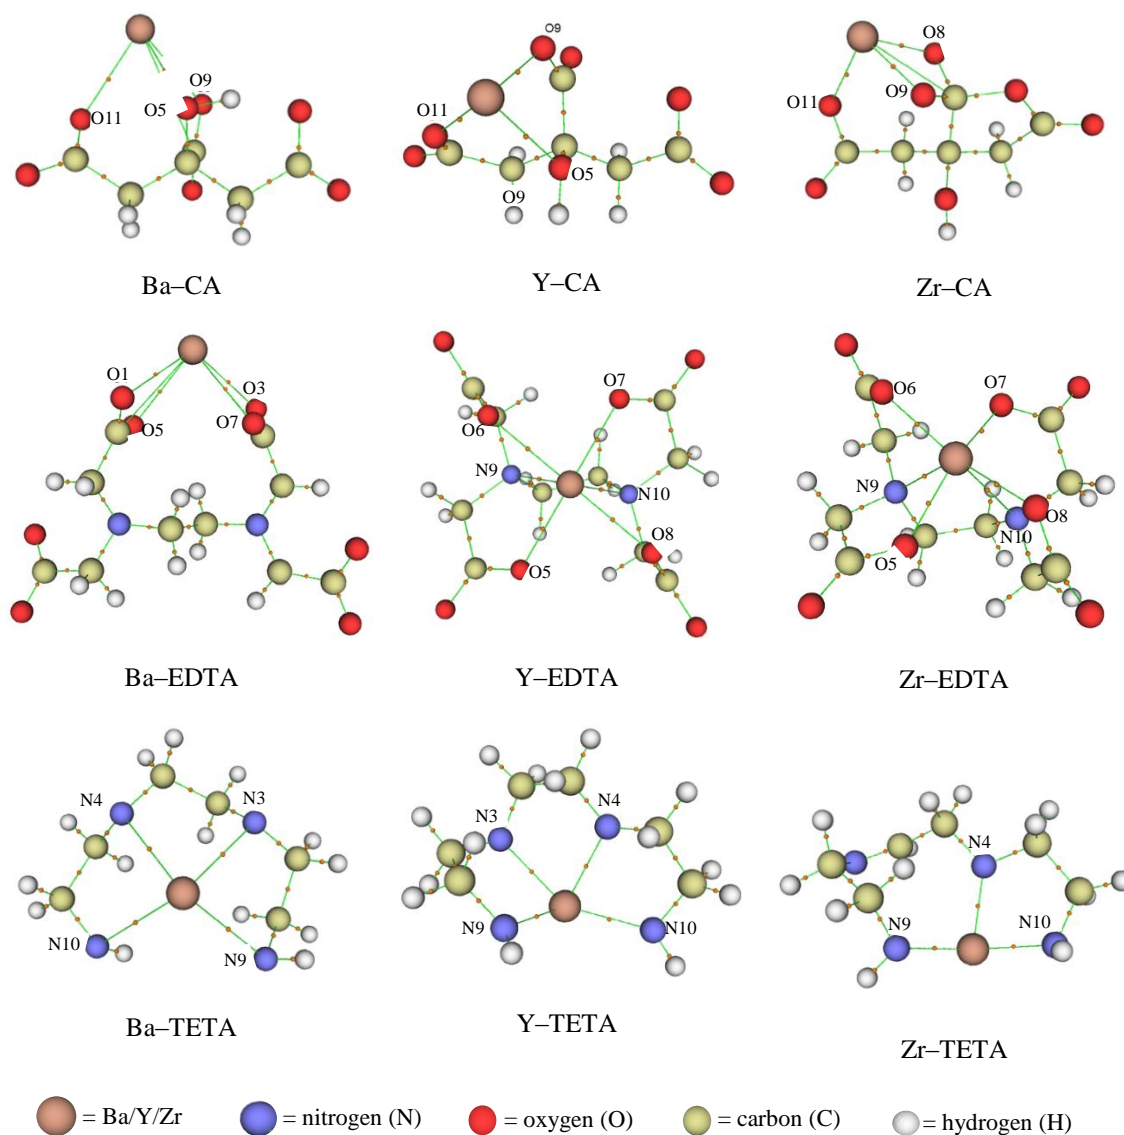 O9
O8
O9
O11
O5
O11
O9
O11
O5
O9
Ba–CA
Y–CA
Zr–CA
O1
O3
O5
O7
O7
O6
N9
N10
O8
O5
O6
O7
N9
O8
N10
O5
Ba–EDTA
Y–EDTA
Zr–EDTA
N4
N3
N10
N9
N3
N4
N9
N10
N4
N9
N10
Ba–TETA
Y–TETA
Zr–TETA
= Ba/Y/Zr
= nitrogen (N)
= oxygen (O)
= carbon (C)
= hydrogen (H)